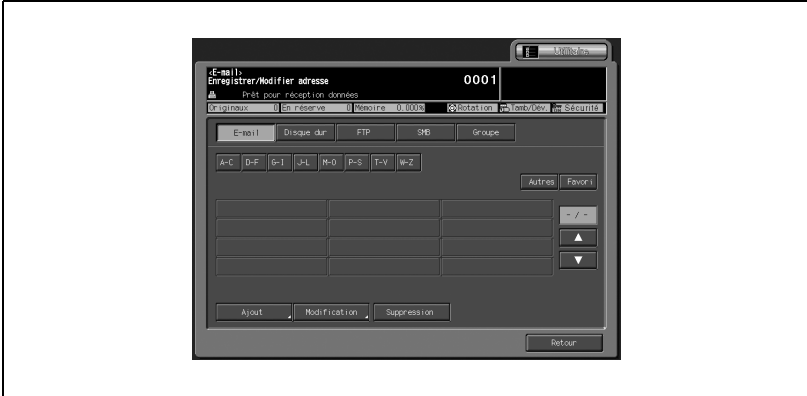 Utilitaire
<E-mail>
Enregistrer/Modifier adresse
0001
Prêt pour réception données
Originaux 0 En réserve 0 Mémoire 0.000% Rotation Tamb/Dév. Sécurité
E-mail Disque dur FTP SMB Groupe
A-C D-F G-I J-L M-O P-S T-V W-Z
Autres Favori
- / -
Ajout Modification Suppression
Retour